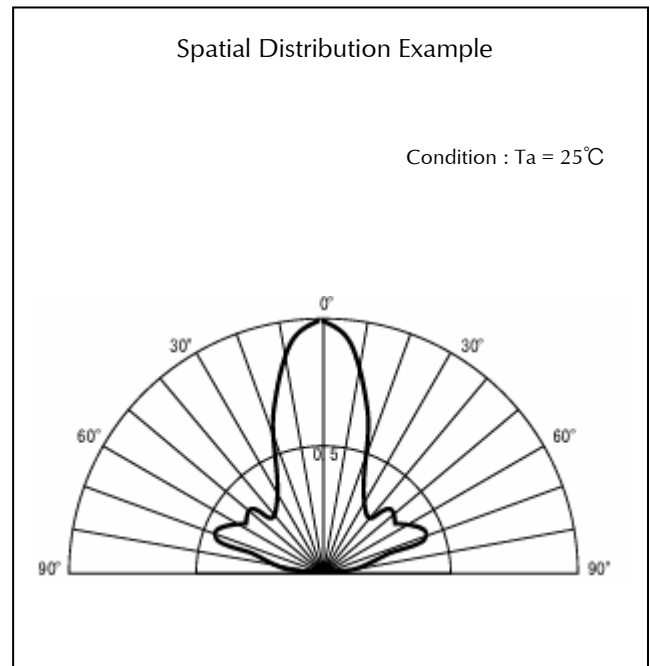 Spatial Distribution Example
Condition : Ta = 25℃
0°
30° 30°
60° 60°
0.5
90° 90°